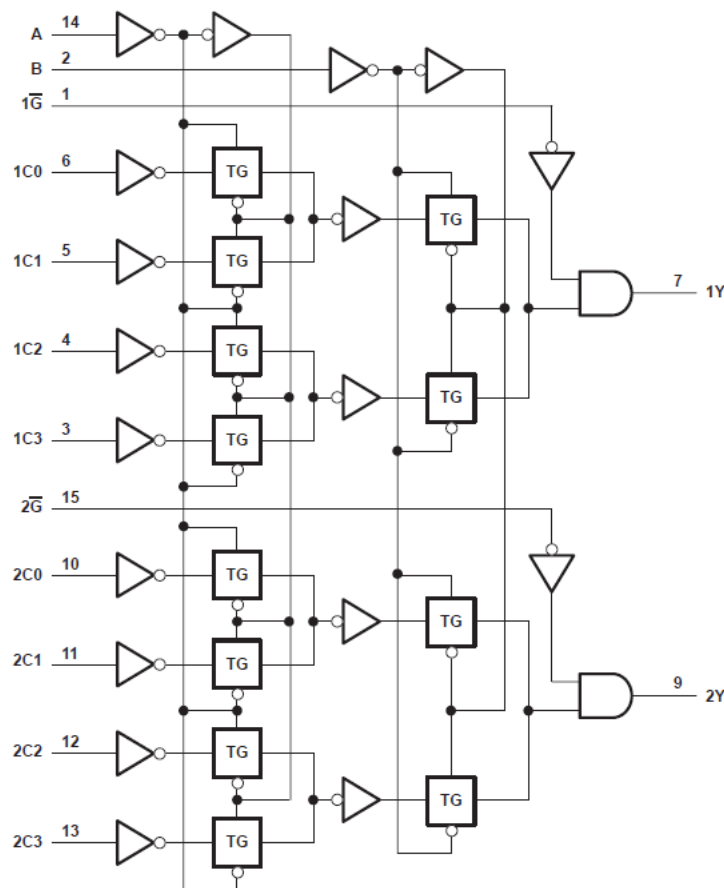 A 14
B 2
1G̅ 1
1C0 6 TG
TG
1C1 5 TG
1Y 7
1C2 4 TG
TG
1C3 3 TG
2G̅ 15
2C0 10 TG
TG
2C1 11 TG
2Y 9
2C2 12 TG
TG
2C3 13 TG